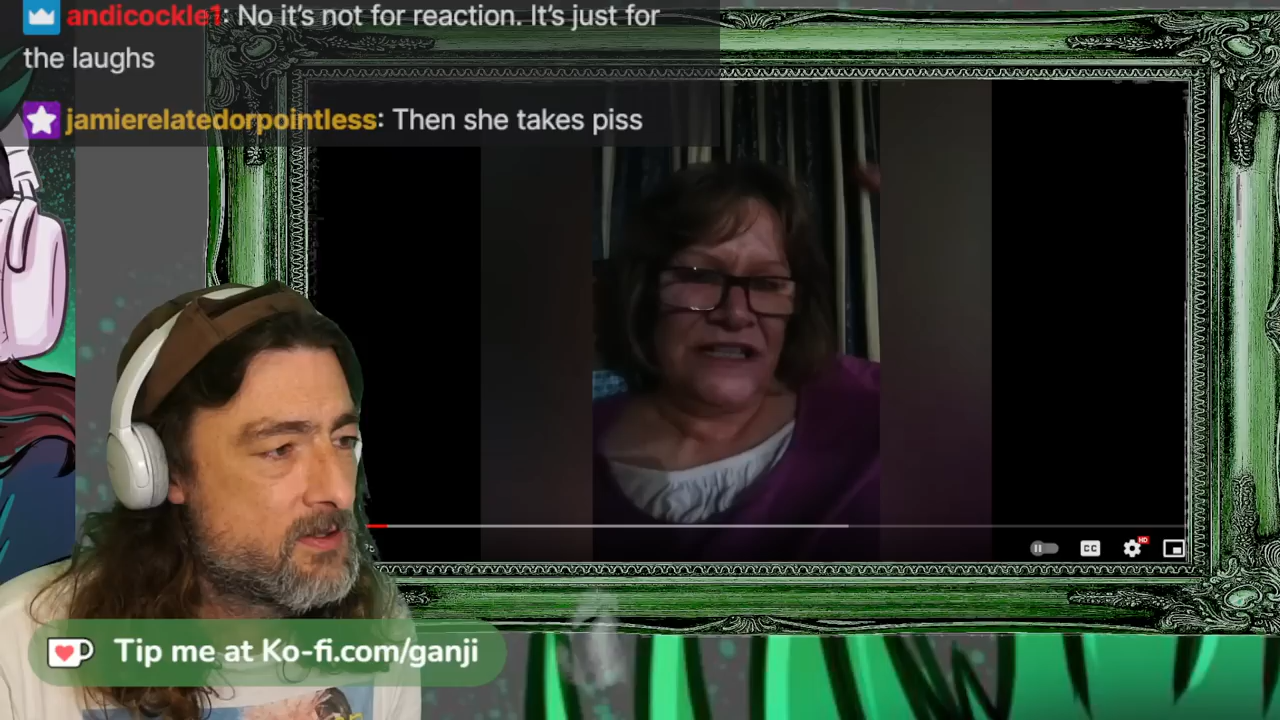 andicockle1: No it's not for reaction. It's just for
the laughs
jamierelatedorpointless: Then she takes piss
CC
HD
Tip me at Ko-fi.com/ganji